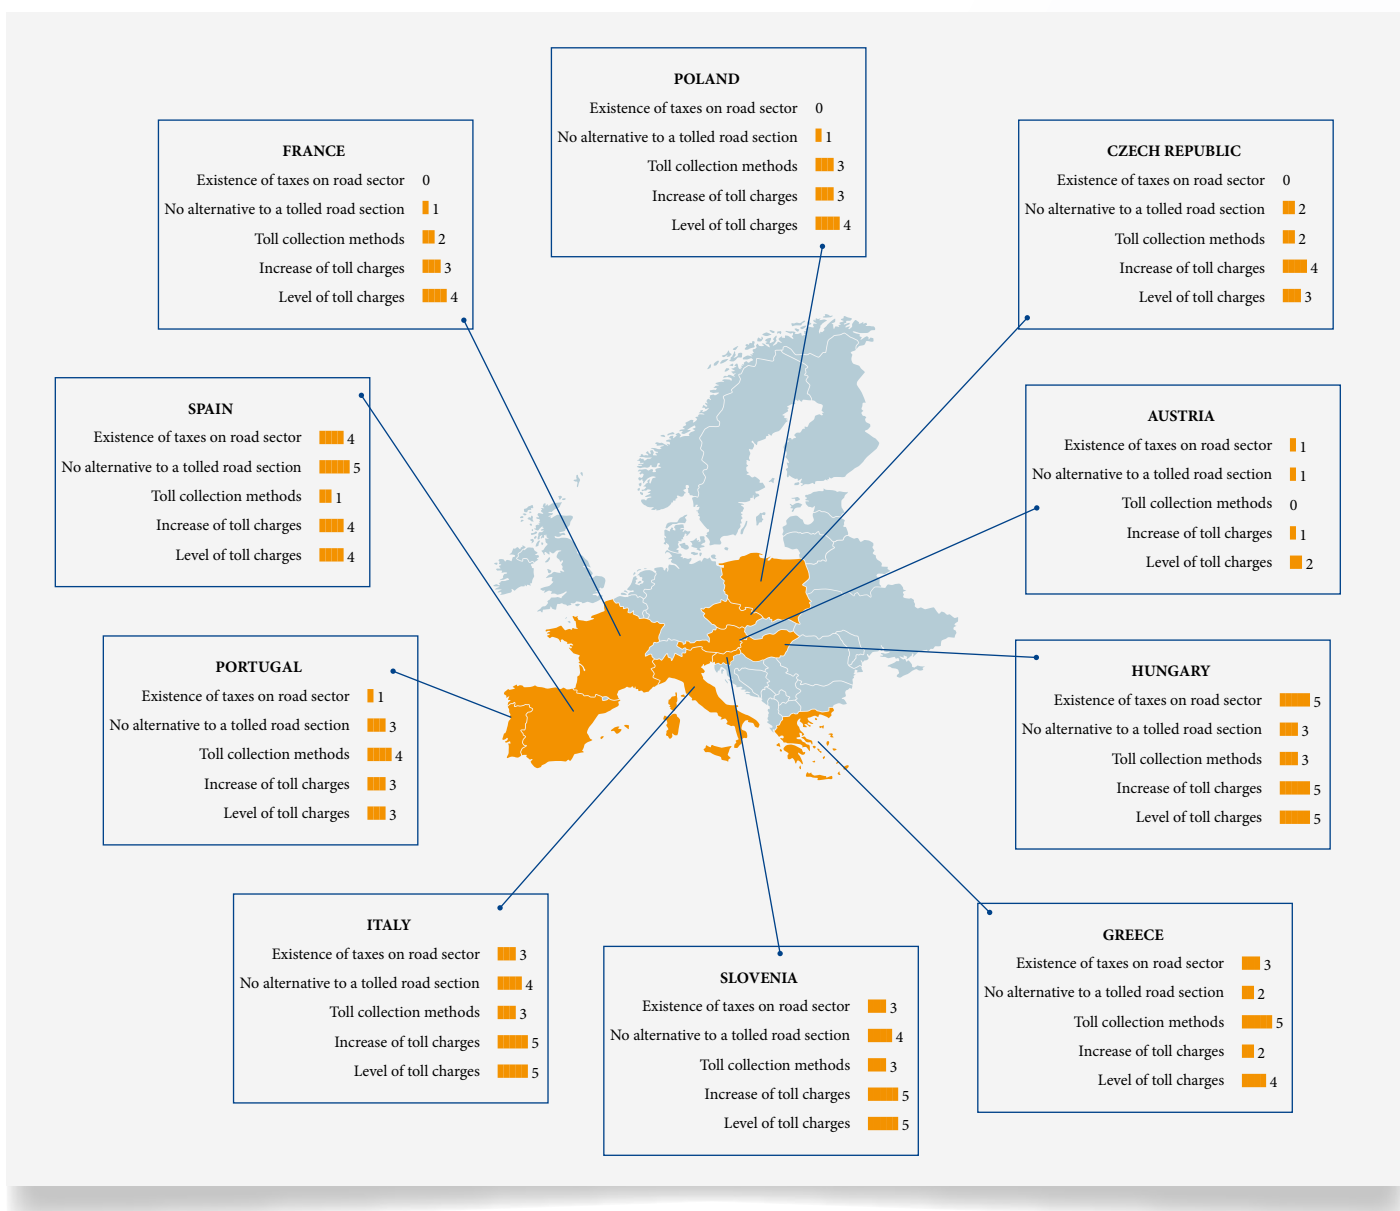 POLAND
Existence of taxes on road sector 0
No alternative to a tolled road section 1
Toll collection methods 3
Increase of toll charges 3
Level of toll charges 4
FRANCE
Existence of taxes on road sector 0
No alternative to a tolled road section 1
Toll collection methods 2
Increase of toll charges 3
Level of toll charges 4
CZECH REPUBLIC
Existence of taxes on road sector 0
No alternative to a tolled road section 2
Toll collection methods 2
Increase of toll charges 4
Level of toll charges 3
SPAIN
Existence of taxes on road sector 4
No alternative to a tolled road section 5
Toll collection methods 1
Increase of toll charges 4
Level of toll charges 4
AUSTRIA
Existence of taxes on road sector 1
No alternative to a tolled road section 1
Toll collection methods 0
Increase of toll charges 1
Level of toll charges 2
PORTUGAL
Existence of taxes on road sector 1
No alternative to a tolled road section 3
Toll collection methods 4
Increase of toll charges 3
Level of toll charges 3
HUNGARY
Existence of taxes on road sector 5
No alternative to a tolled road section 3
Toll collection methods 3
Increase of toll charges 5
Level of toll charges 5
ITALY
Existence of taxes on road sector 3
No alternative to a tolled road section 4
Toll collection methods 3
Increase of toll charges 5
Level of toll charges 5
SLOVENIA
Existence of taxes on road sector 3
No alternative to a tolled road section 4
Toll collection methods 3
Increase of toll charges 5
Level of toll charges 5
GREECE
Existence of taxes on road sector 3
No alternative to a tolled road section 2
Toll collection methods 5
Increase of toll charges 2
Level of toll charges 4